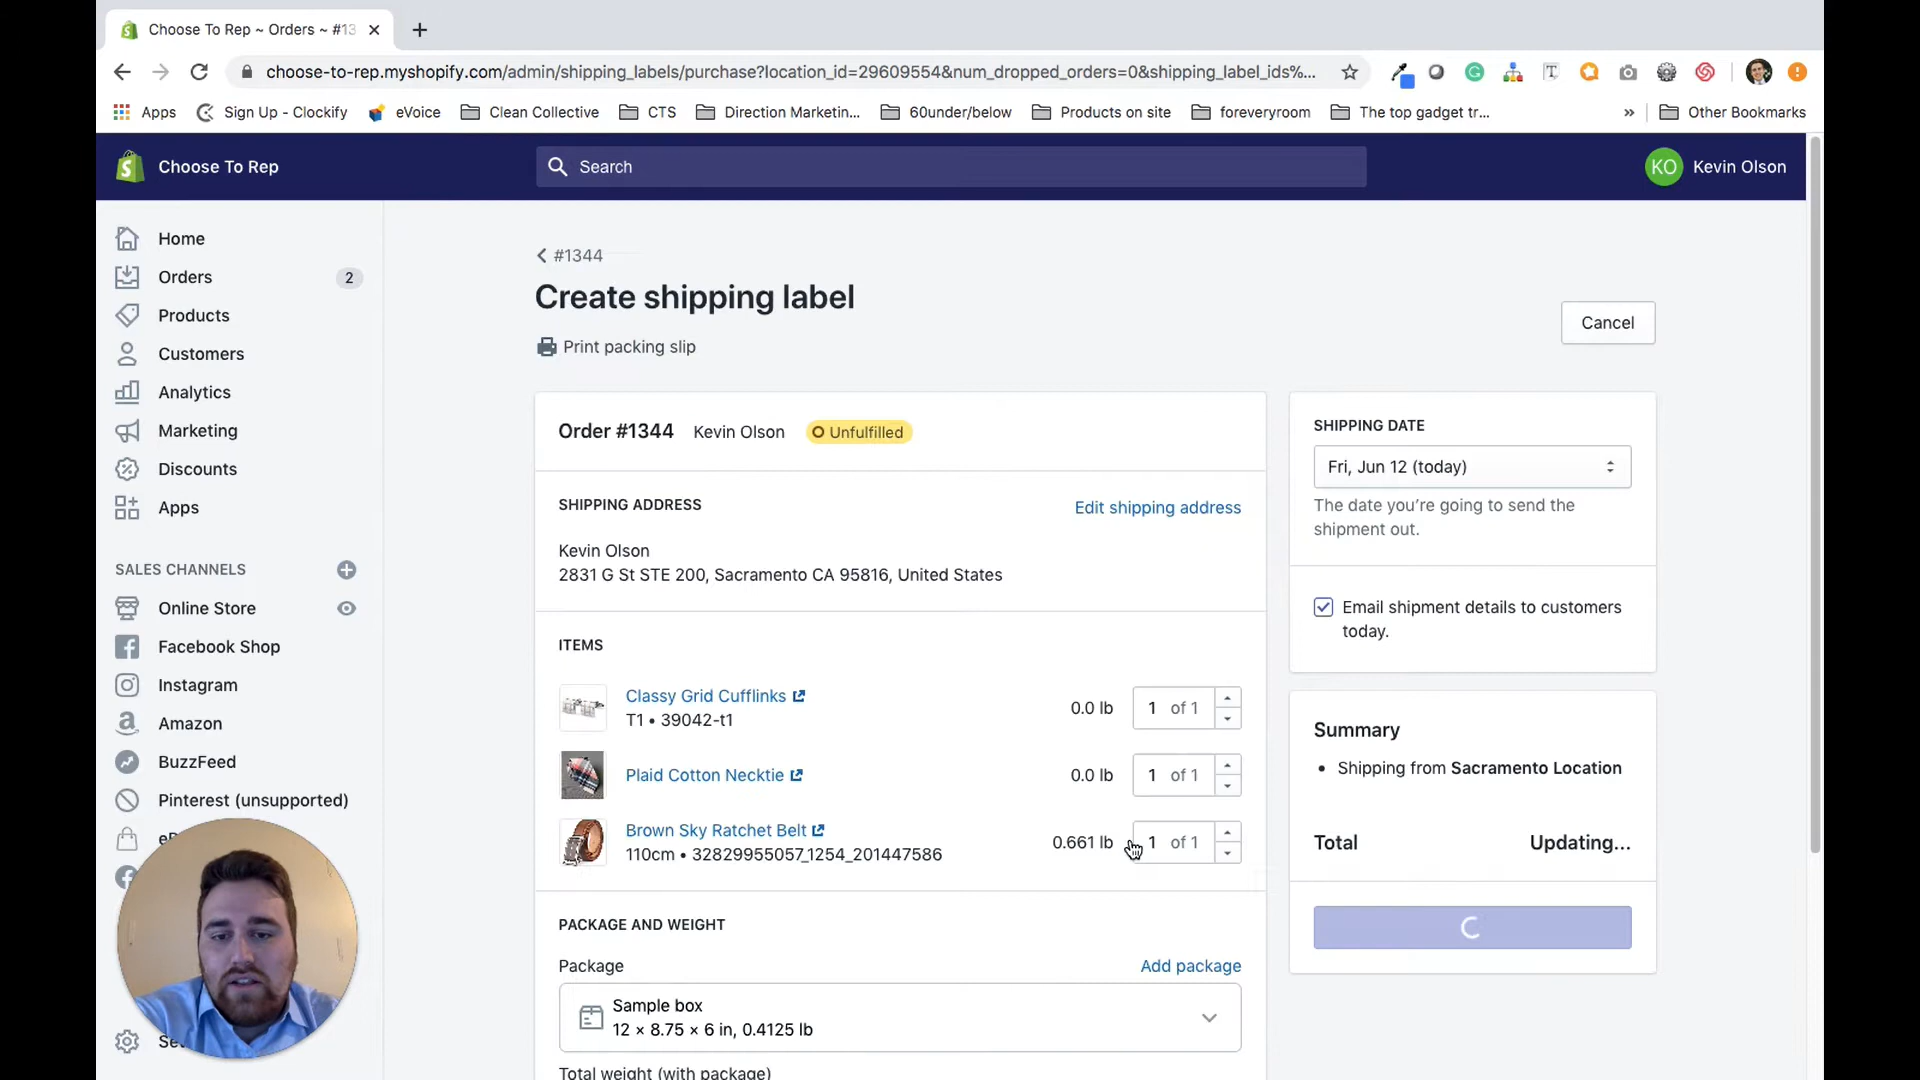 Choose To Rep ~ Orders ~ #13
choose-to-rep.myshopify.com/admin/shipping_labels/purchase?location_id=29609554&num_dropped_orders=0&shipping_label_ids%...
Apps
Sign Up - Clockify
eVoice
Clean Collective
CTS
Direction Marketin...
60under/below
Products on site
foreveryroom
The top gadget tr...
»
Other Bookmarks
Choose To Rep
Search
KO
Kevin Olson
Home
Orders
2
Products
Customers
Analytics
Marketing
Discounts
Apps
SALES CHANNELS
Online Store
Facebook Shop
Instagram
Amazon
BuzzFeed
Pinterest (unsupported)
#1344
Create shipping label
Print packing slip
Cancel
Order #1344
Kevin Olson
Unfulfilled
SHIPPING ADDRESS
Edit shipping address
Kevin Olson
2831 G St STE 200, Sacramento CA 95816, United States
ITEMS
Classy Grid Cufflinks
T1 • 39042-t1
0.0 lb
1 of 1
Plaid Cotton Necktie
0.0 lb
1 of 1
Brown Sky Ratchet Belt
110cm • 32829955057_1254_201447586
0.661 lb
1 of 1
PACKAGE AND WEIGHT
Package
Add package
Sample box
12 × 8.75 × 6 in, 0.4125 lb
Total weight (with package)
SHIPPING DATE
Fri, Jun 12 (today)
The date you're going to send the
shipment out.
Email shipment details to customers
today.
Summary
• Shipping from Sacramento Location
Total
Updating...